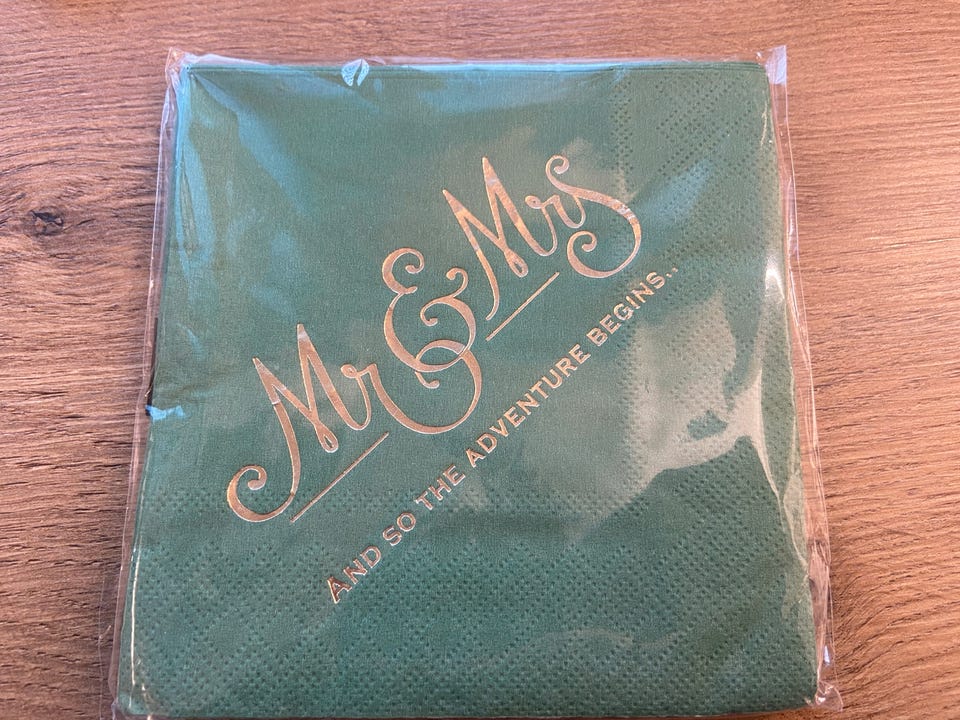 Mr & Mrs
AND SO THE ADVENTURE BEGINS..